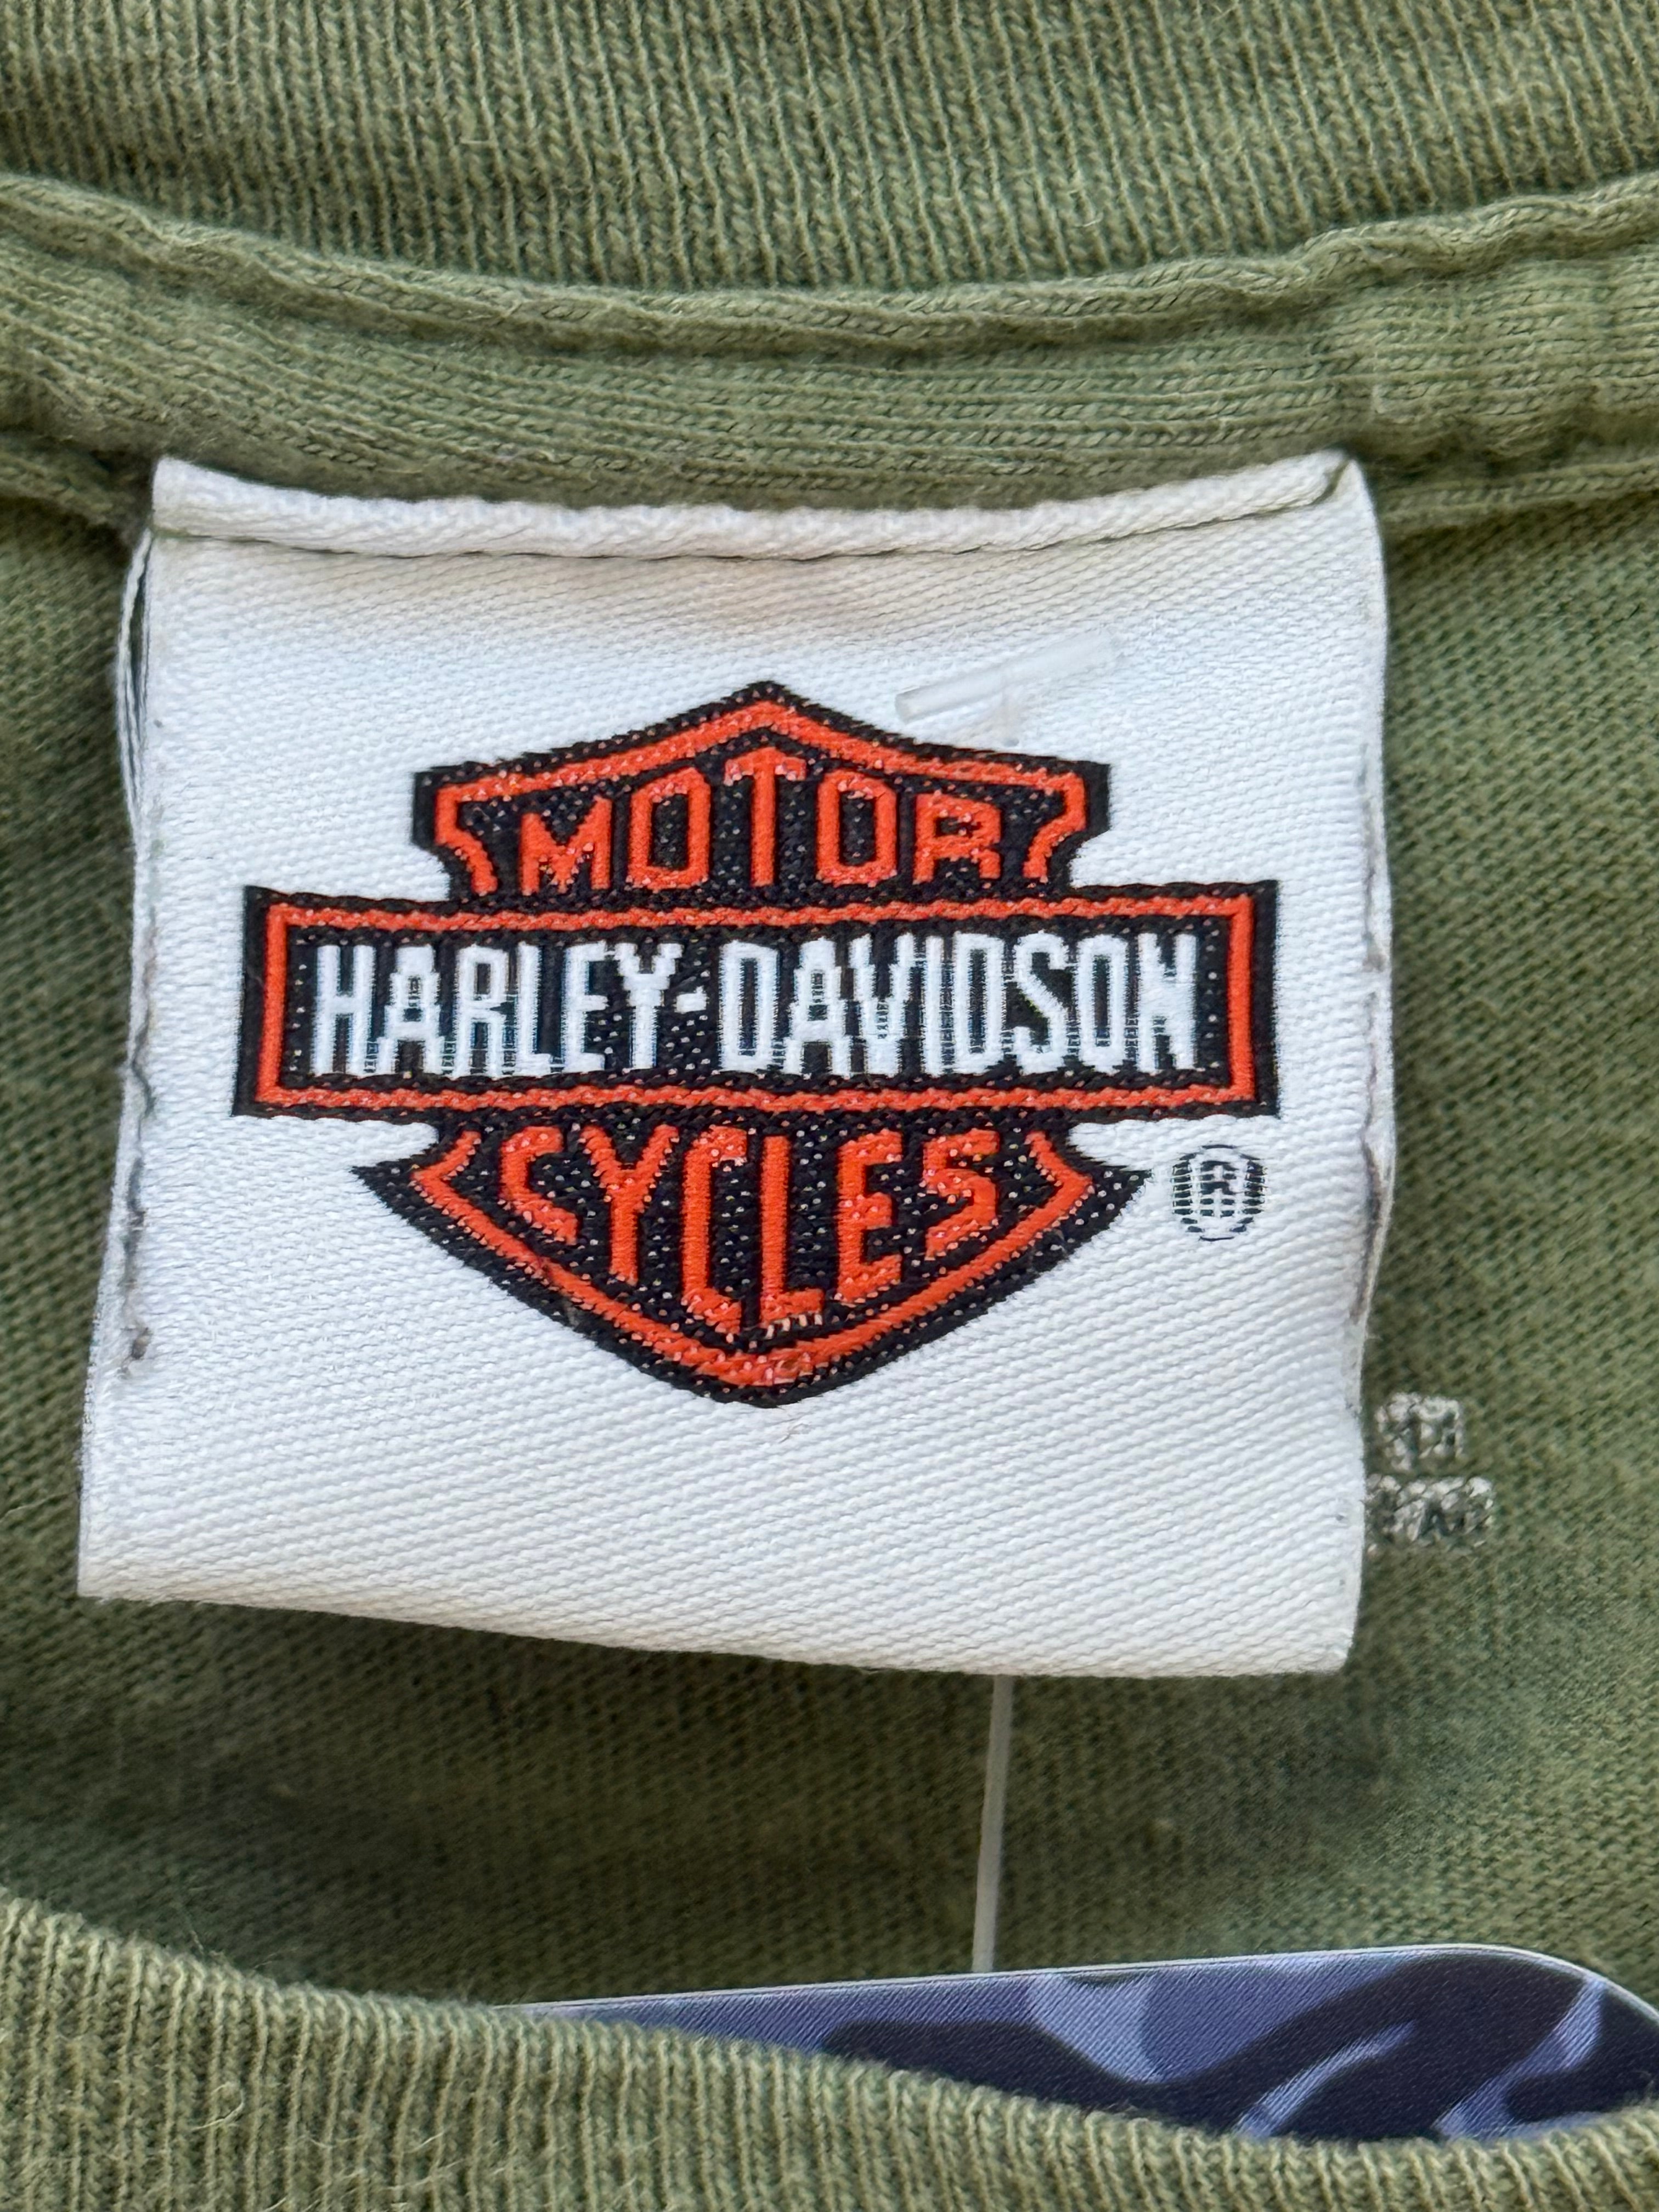 MOTOR
HARLEY-DAVIDSON
CYCLES
®